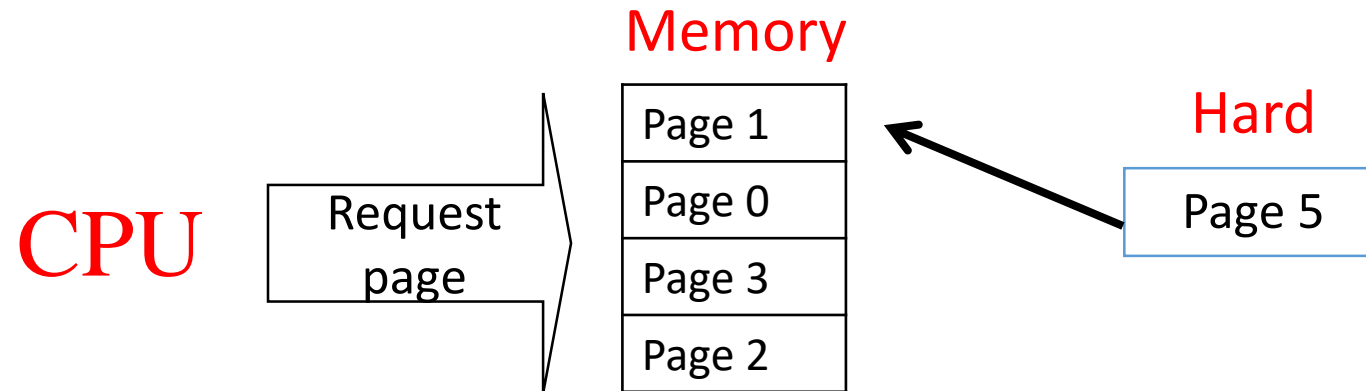 CPU
Request
page
Memory
Page 1
Page 0
Page 3
Page 2
Hard
Page 5